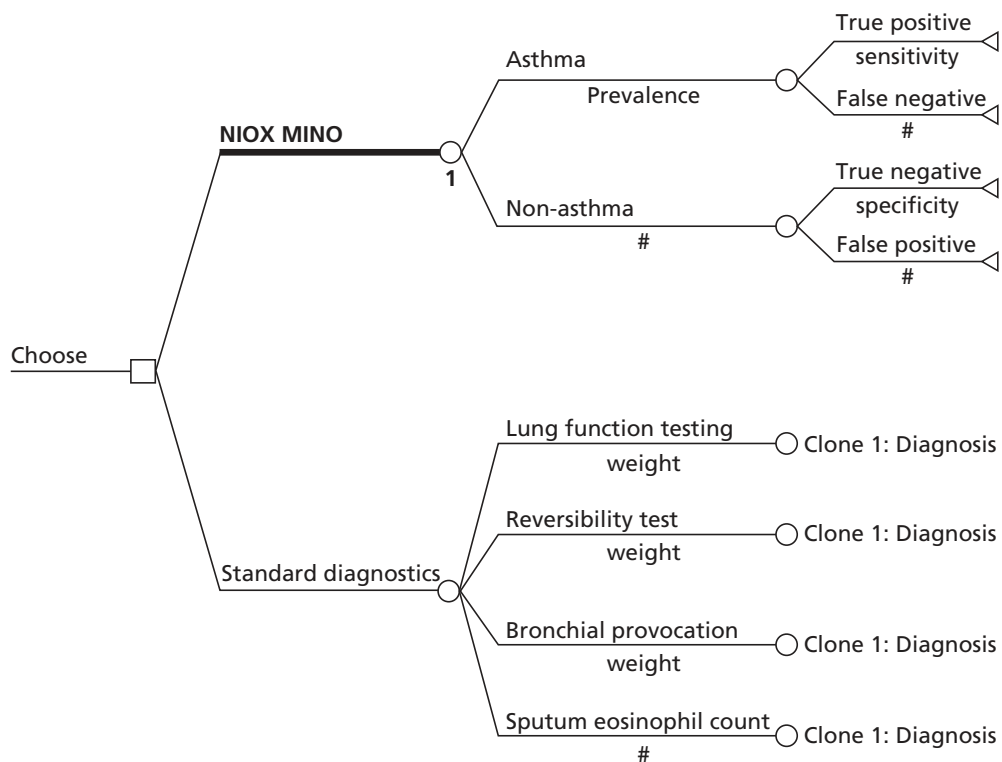 True positive
sensitivity
Asthma
Prevalence
False negative
#
NIOX MINO
1
True negative
specificity
Non-asthma
#
False positive
#
Choose
Lung function testing
weight
Clone 1: Diagnosis
Reversibility test
weight
Clone 1: Diagnosis
Standard diagnostics
Bronchial provocation
weight
Clone 1: Diagnosis
Sputum eosinophil count
#
Clone 1: Diagnosis